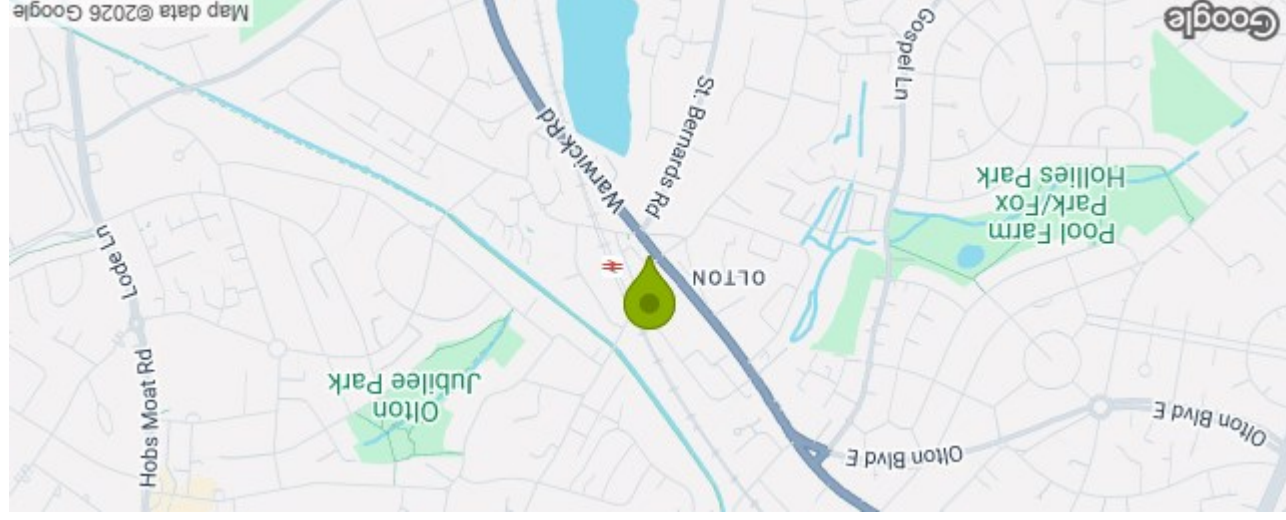 Olton Blvd E
Olton Blvd E
Hobs Moat Rd
Olton
Jubilee Park
Lode Ln
OLTON
Pool Farm
Park/Fox
Hollies Park
St. Bernards Rd
Warwick Rd
Gospel Ln
Google
Map data ©2026 Google